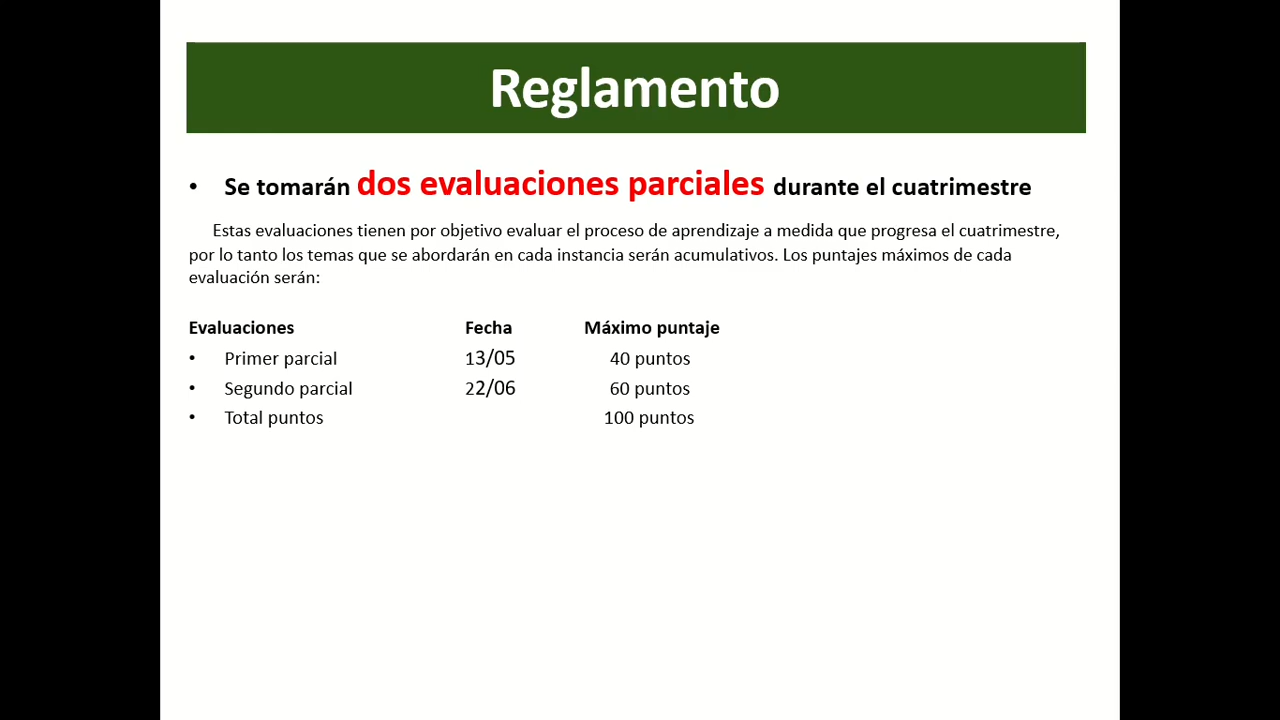 Reglamento
• Se tomarán dos evaluaciones parciales durante el cuatrimestre
Estas evaluaciones tienen por objetivo evaluar el proceso de aprendizaje a medida que progresa el cuatrimestre,
por lo tanto los temas que se abordarán en cada instancia serán acumulativos. Los puntajes máximos de cada
evaluación serán:
Evaluaciones Fecha Máximo puntaje
• Primer parcial 13/05 40 puntos
• Segundo parcial 22/06 60 puntos
• Total puntos 100 puntos